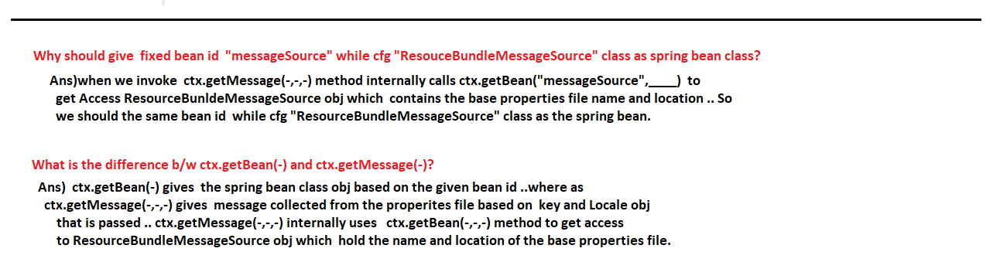 Why should give fixed bean id "messageSource" while cfg "ResouceBundleMessageSource" class as spring bean class?
Ans)when we invoke ctx.getMessage(-,-,-) method internally calls ctx.getBean("messageSource",____) to
get Access ResourceBunldeMessageSource obj which contains the base properties file name and location .. So
we should the same bean id while cfg "ResourceBundleMessageSource" class as the spring bean.
What is the difference b/w ctx.getBean(-) and ctx.getMessage(-)?
Ans) ctx.getBean(-) gives the spring bean class obj based on the given bean id ..where as
ctx.getMessage(-,-,-) gives message collected from the properites file based on key and Locale obj
that is passed .. ctx.getMessage(-,-,-) internally uses ctx.getBean(-,-,-) method to get access
to ResourceBundleMessageSource obj which hold the name and location of the base properties file.